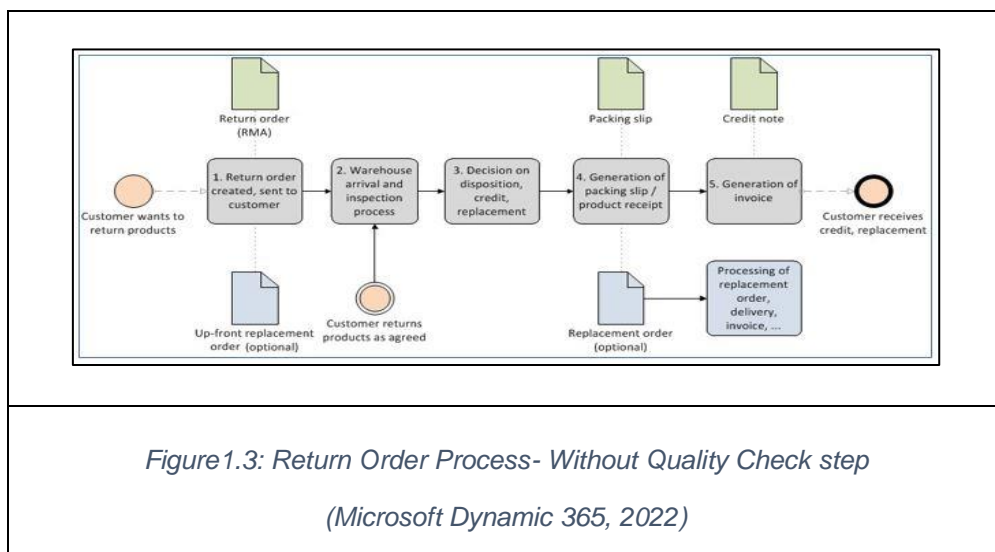 Return order
(RMA)
Packing slip
Credit note
Customer wants to
return products
1. Return order
created, sent to
customer
2. Warehouse
arrival and
inspection
process
3. Decision on
disposition,
credit,
replacement
4. Generation of
packing slip /
product receipt
5. Generation of
invoice
Customer receives
credit, replacement
Up-front replacement
order (optional)
Customer returns
products as agreed
Replacement order
(optional)
Processing of
replacement
order,
delivery,
invoice, ...
Figure1.3: Return Order Process- Without Quality Check step
(Microsoft Dynamic 365, 2022)